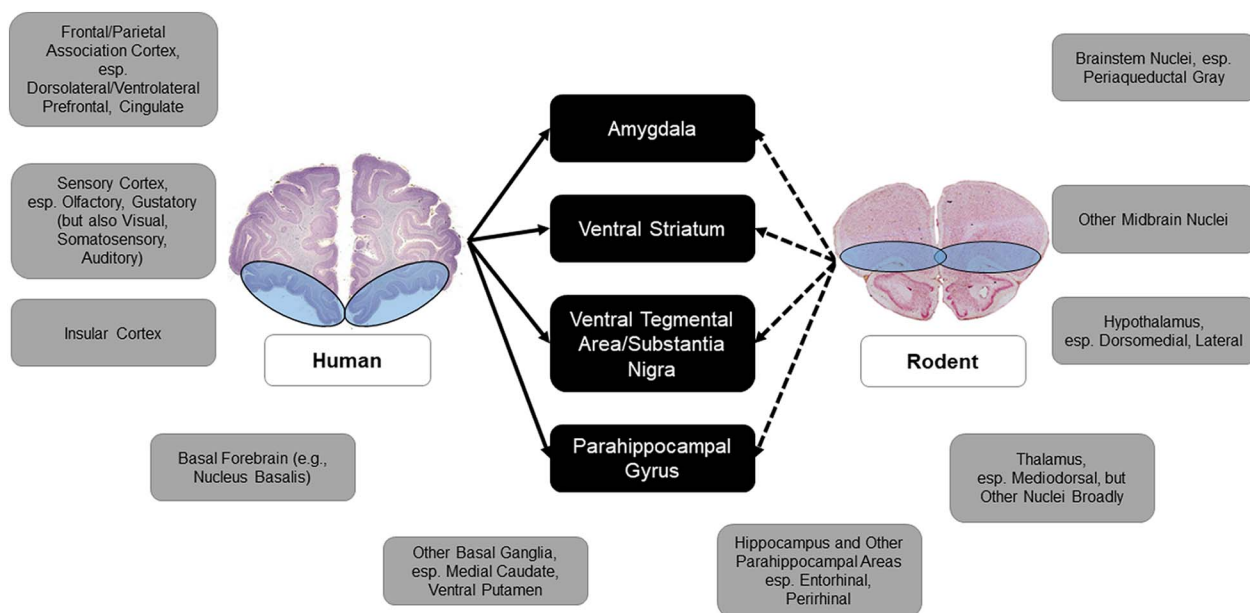 Frontal/Parietal
Association Cortex,
esp.
Dorsolateral/Ventrolateral
Prefrontal, Cingulate
Sensory Cortex,
esp. Olfactory, Gustatory
(but also Visual,
Somatosensory,
Auditory)
Insular Cortex
Human
Basal Forebrain (e.g.,
Nucleus Basalis)
Other Basal Ganglia,
esp. Medial Caudate,
Ventral Putamen
Amygdala
Ventral Striatum
Ventral Tegmental
Area/Substantia
Nigra
Parahippocampal
Gyrus
Hippocampus and Other
Parahippocampal Areas
esp. Entorhinal,
Perirhinal
Brainstem Nuclei, esp.
Periaqueductal Gray
Other Midbrain Nuclei
Hypothalamus,
esp. Dorsomedial, Lateral
Rodent
Thalamus,
esp. Mediodorsal, but
Other Nuclei Broadly